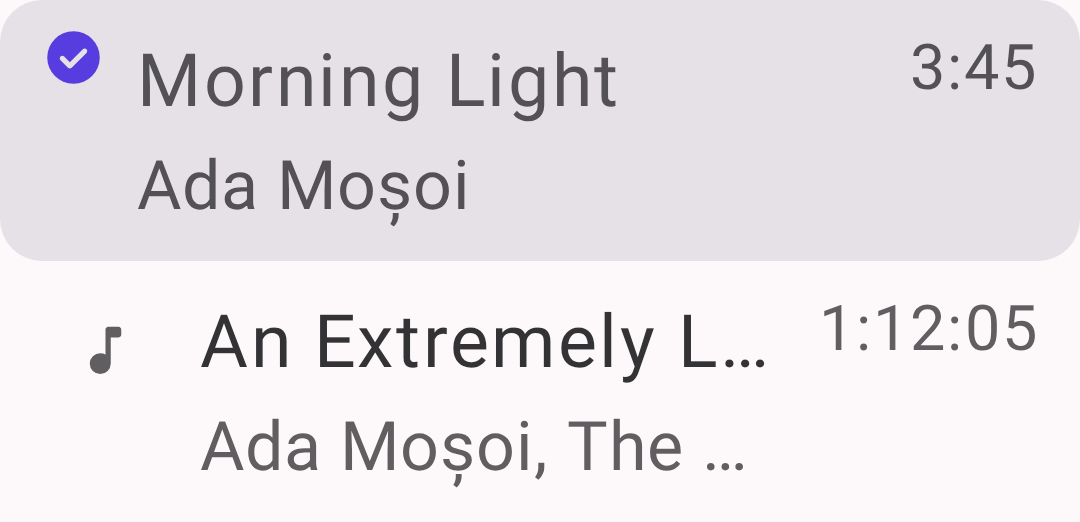 Morning Light
3:45
Ada Moșoi
An Extremely L…
1:12:05
Ada Moșoi, The …